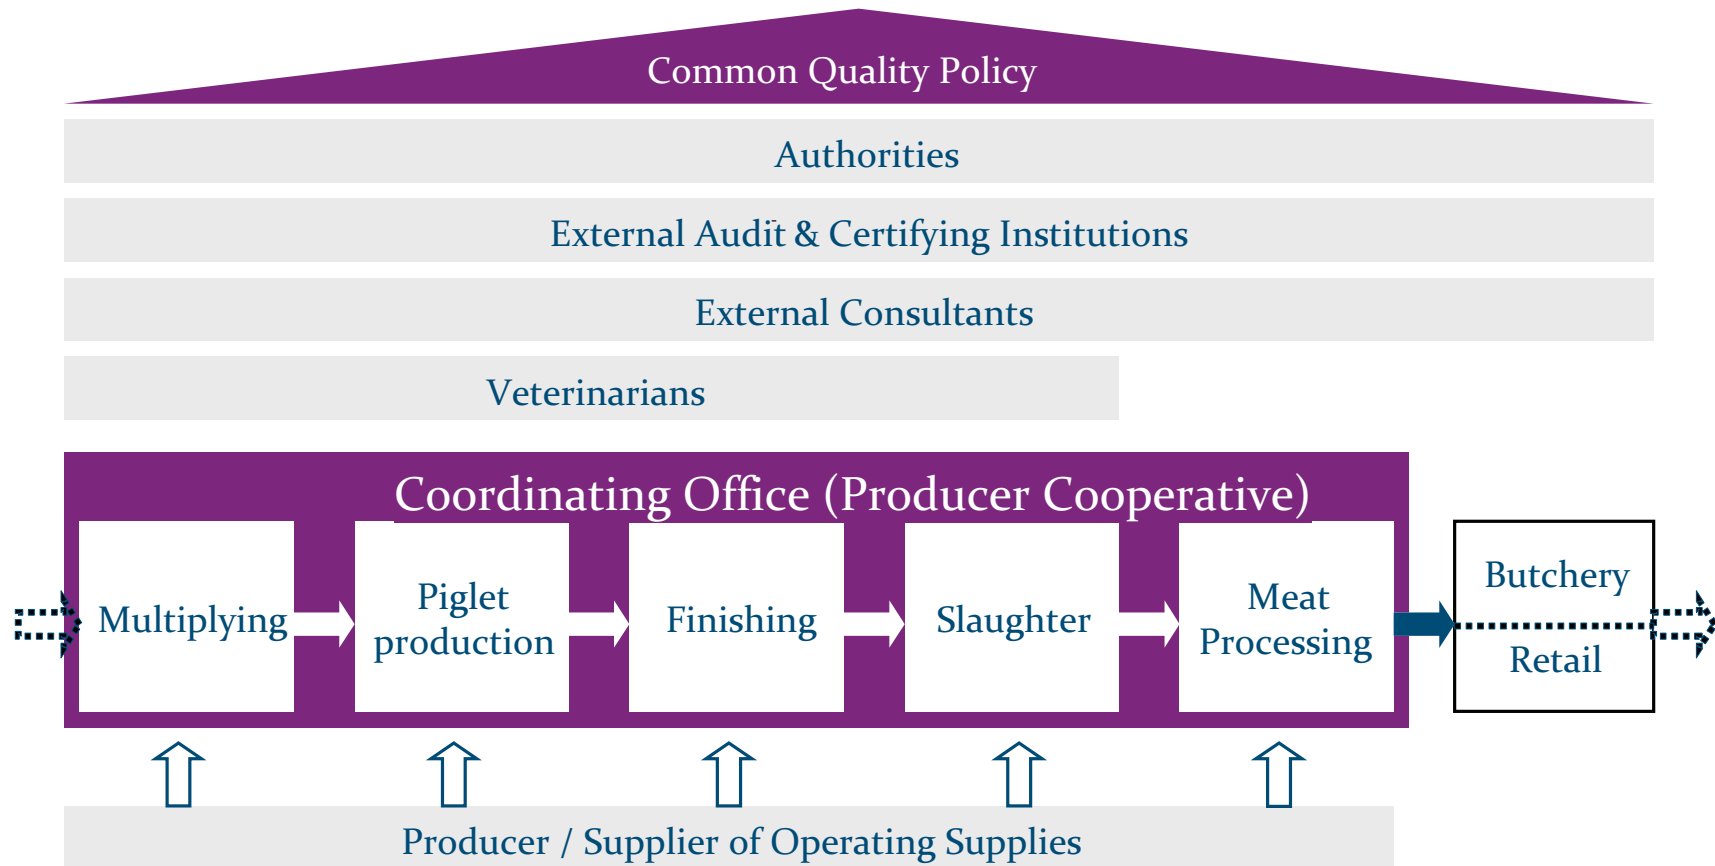 Common Quality Policy
Authorities
External Audit & Certifying Institutions
External Consultants
Veterinarians
Coordinating Office (Producer Cooperative)
Multiplying
Piglet
production
Finishing
Slaughter
Meat
Processing
Butchery
Retail
Producer / Supplier of Operating Supplies